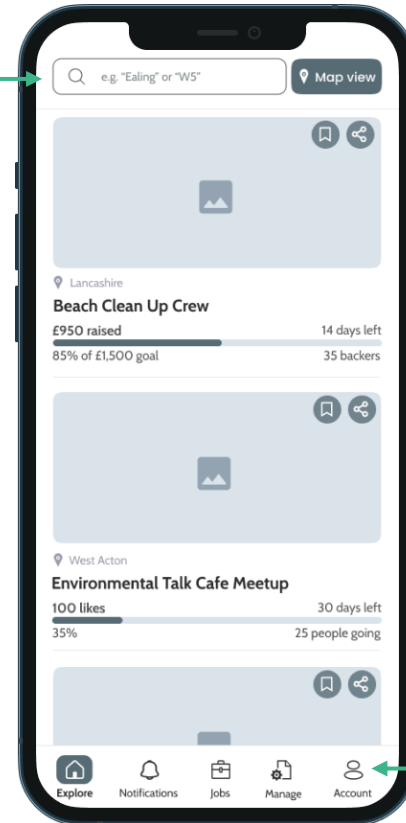 e.g. “Ealing” or “W5”
Map view
Lancashire
Beach Clean Up Crew
£950 raised 14 days left
85% of £1,500 goal 35 backers
West Acton
Environmental Talk Cafe Meetup
100 likes 30 days left
35% 25 people going
Explore Notifications Jobs Manage Account